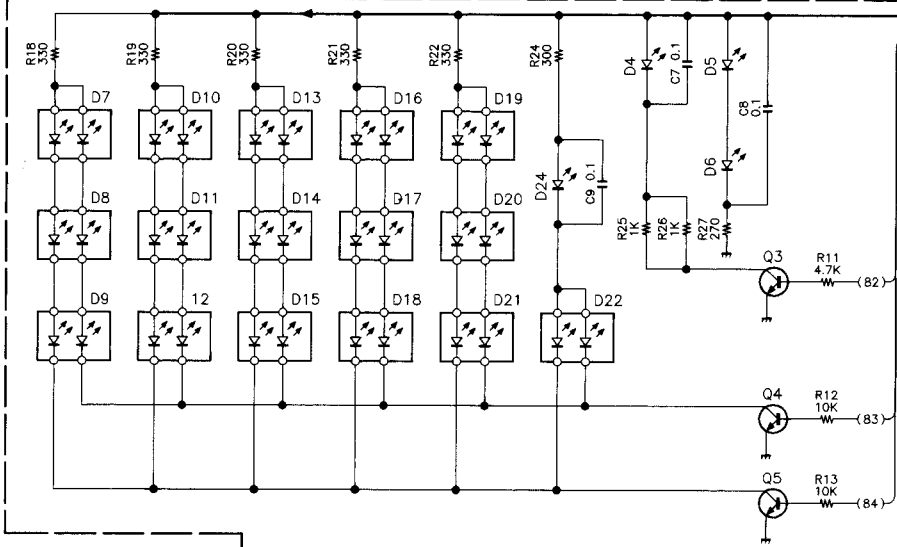 R18 330
R19 330
R20 330
R21 330
R22 330
R24 300
D4
C7 0.1
D5
C8 0.1
D7
D10
D13
D16
D19
D6
D24
C9 0.1
D8
D11
D14
D17
D20
R25 1K
R26 1K
R27 270
Q3
R11 4.7K
(82)
D9
12
D15
D18
D21
D22
Q4
R12 10K
(83)
Q5
R13 10K
(84)